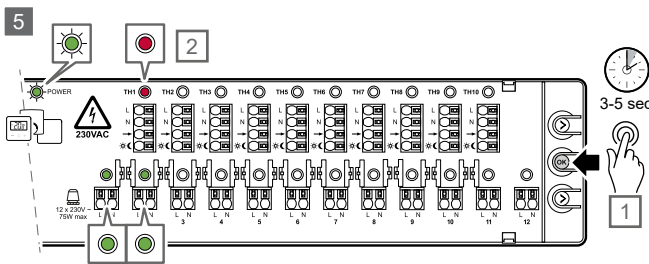 5
2
POWER
TH1 TH2 TH3 TH4 TH5 TH6 TH7 TH8 TH9 TH10
3-5 sec
230VAC
L L L L L L L L L L
N N N N N N N N N N
OK
1
12 x 230V ~
75W max
L N L N L N L N L N L N L N L N L N L N L N L N
3 4 5 6 7 8 9 10 11 12